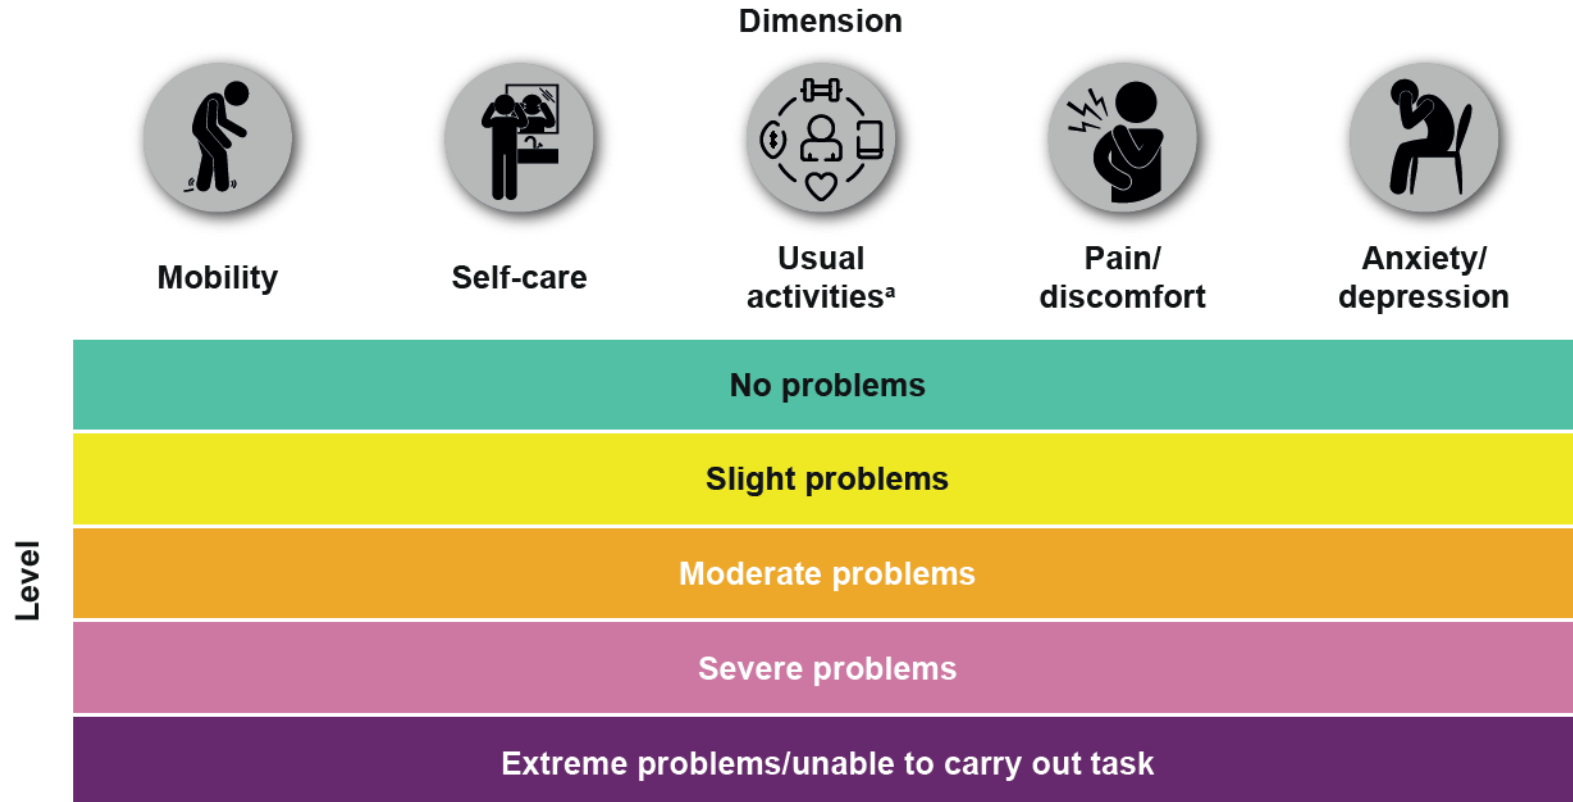 Dimension
Mobility
Self-care
Usual
activitiesᵃ
Pain/
discomfort
Anxiety/
depression
Level
No problems
Slight problems
Moderate problems
Severe problems
Extreme problems/unable to carry out task